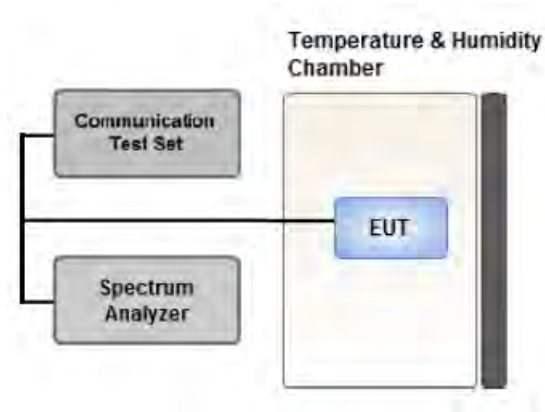 Temperature & Humidity
Chamber
Communication
Test Set
EUT
Spectrum
Analyzer